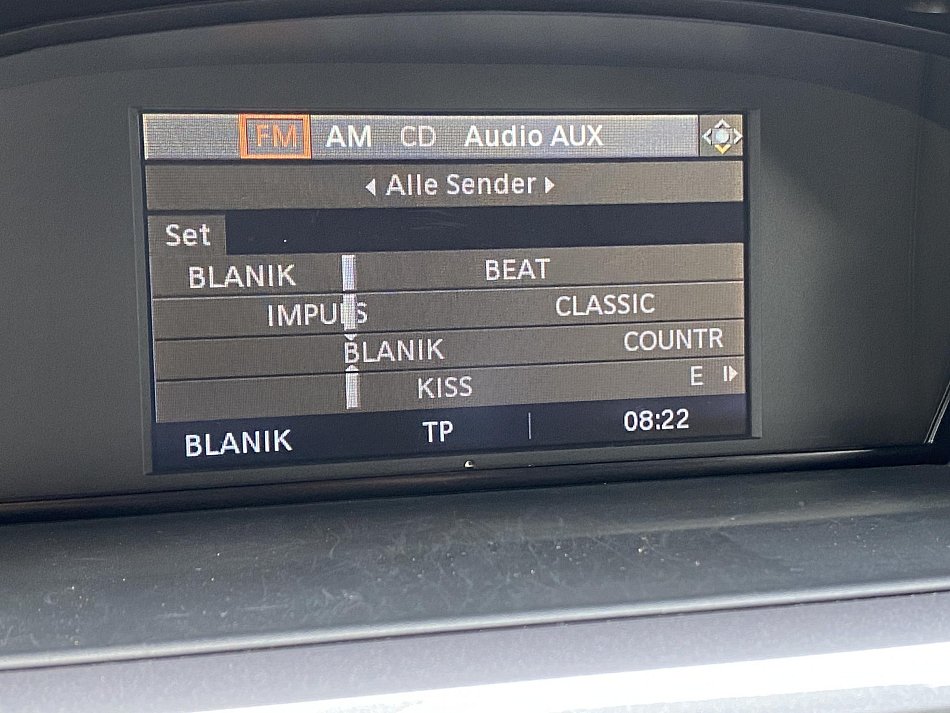 FM AM CD Audio AUX
Alle Sender
Set
BLANIK BEAT
IMPULS CLASSIC
BLANIK COUNTR
KISS E
BLANIK TP 08:22